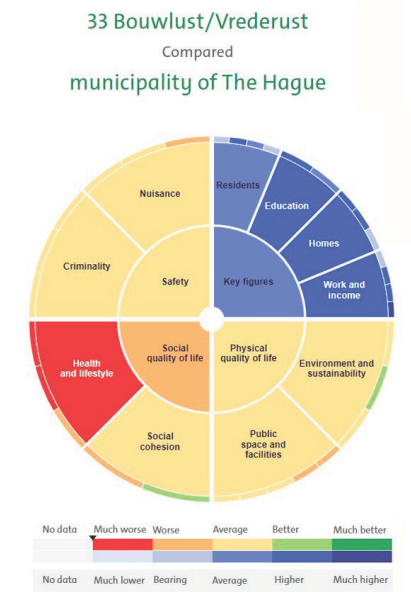 33 Bouwlust/Vrederust
Compared
municipality of The Hague
Nuisance
Residents
Education
Criminality
Homes
Safety
Key figures
Work and
income
Health
and lifestyle
Social
quality of life
Physical
quality of life
Environment and
sustainability
Social
cohesion
Public
space and
facilities
No data Much worse Worse Average Better Much better
No data Much lower Bearing Average Higher Much higher